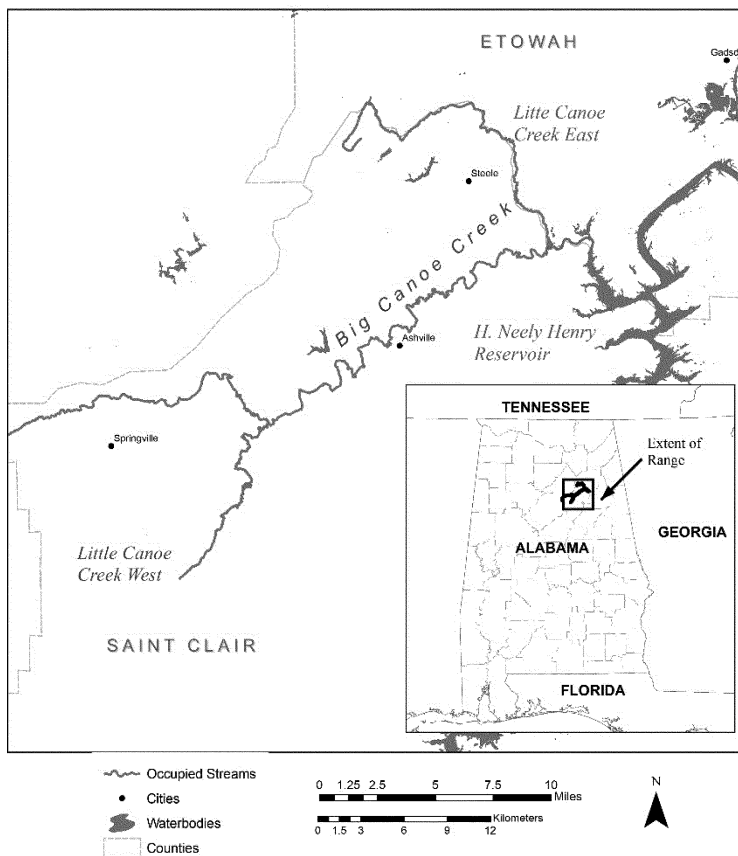 ETOWAH
Gadsd
Litte Canoe
Creek East
Steele
Big Canoe Creek
Ashville
H. Neely Henry
Reservoir
Springville
Little Canoe
Creek West
SAINT CLAIR
TENNESSEE
Extent of
Range
ALABAMA
GEORGIA
FLORIDA
Occupied Streams
Cities
Waterbodies
Counties
0 1.25 2.5 5 7.5 10
Miles
Kilometers
0 1.5 3 6 9 12
N